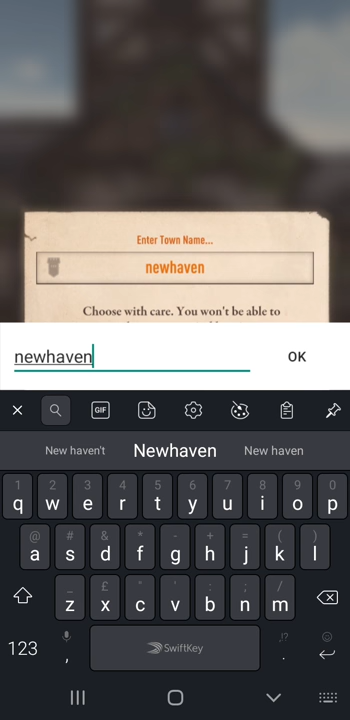 Enter Town Name...
newhaven
Choose with care. You won't be able to
newhaven OK
GIF
New haven't Newhaven New haven
1 2 3 4 5 6 7 8 9 0
q w e r t y u i o p
@ # & * - + = ( )
a s d f g h j k l
£ " ' : ; /
z x c v b n m
123 , SwiftKey !? .